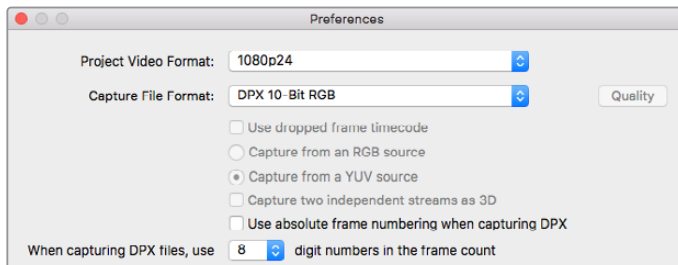 Preferences
Project Video Format: 1080p24
Capture File Format: DPX 10-Bit RGB Quality
Use dropped frame timecode
Capture from an RGB source
Capture from a YUV source
Capture two independent streams as 3D
Use absolute frame numbering when capturing DPX
When capturing DPX files, use 8 digit numbers in the frame count